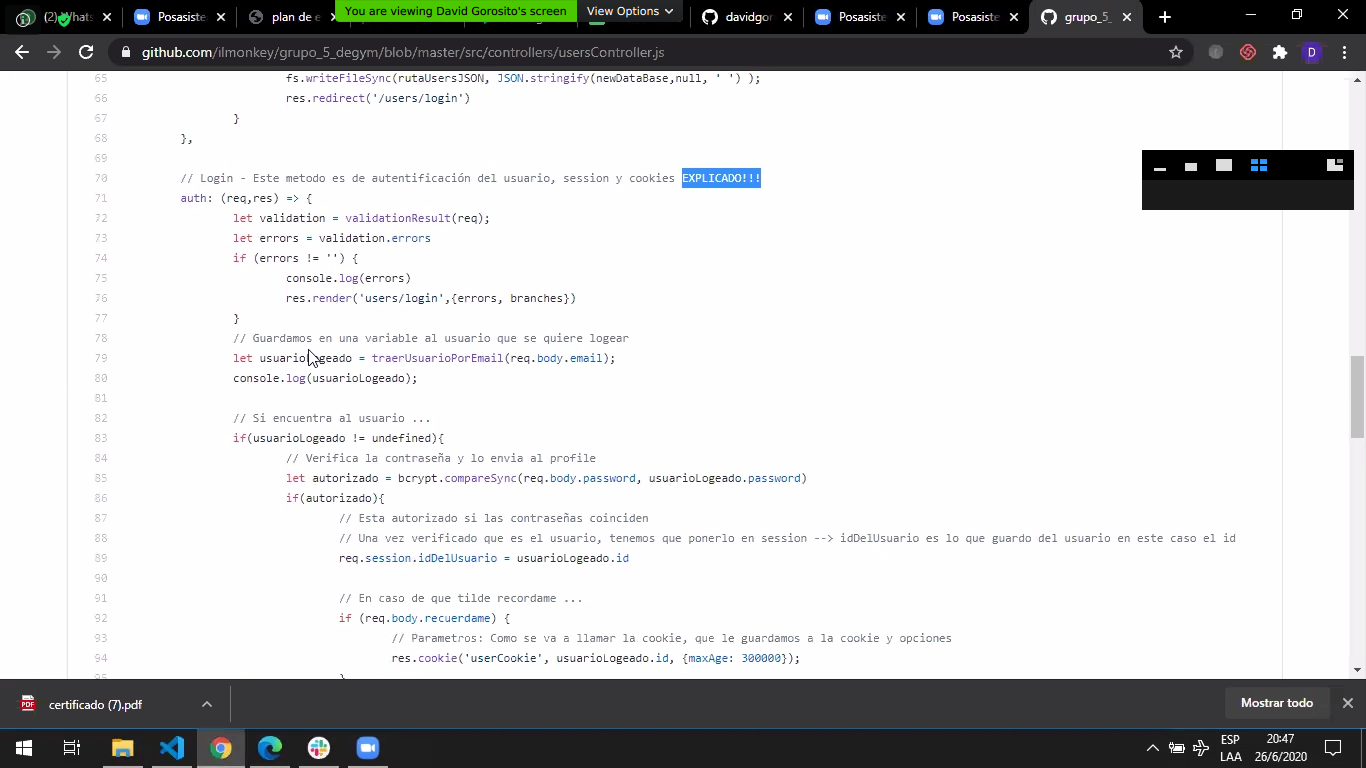 (2) Whats
Posasiste
plan de e
You are viewing David Gorosito's screen
View Options
davidgor
Posasiste
Posasiste
grupo_5_
github.com/ilmonkey/grupo_5_degym/blob/master/src/controllers/usersController.js
D
65 fs.writeFileSync(rutaUsersJSON, JSON.stringify(newDataBase,null, ' ') );
66 res.redirect('/users/login')
67 }
68 },
69
70 // Login - Este metodo es de autentificación del usuario, session y cookies EXPLICADO!!!
71 auth: (req,res) => {
72 let validation = validationResult(req);
73 let errors = validation.errors
74 if (errors != '') {
75 console.log(errors)
76 res.render('users/login',{errors, branches})
77 }
78 // Guardamos en una variable al usuario que se quiere logear
79 let usuarioLogeado = traerUsuarioPorEmail(req.body.email);
80 console.log(usuarioLogeado);
81
82 // Si encuentra al usuario ...
83 if(usuarioLogeado != undefined){
84 // Verifica la contraseña y lo envia al profile
85 let autorizado = bcrypt.compareSync(req.body.password, usuarioLogeado.password)
86 if(autorizado){
87 // Esta autorizado si las contraseñas coinciden
88 // Una vez verificado que es el usuario, tenemos que ponerlo en session --> idDelUsuario es lo que guardo del usuario en este caso el id
89 req.session.idDelUsuario = usuarioLogeado.id
90
91 // En caso de que tilde recordame ...
92 if (req.body.recuerdame) {
93 // Parametros: Como se va a llamar la cookie, que le guardamos a la cookie y opciones
94 res.cookie('userCookie', usuarioLogeado.id, {maxAge: 300000});
95 }
PDF
certificado (7).pdf
Mostrar todo
ESP
LAA
20:47
26/6/2020